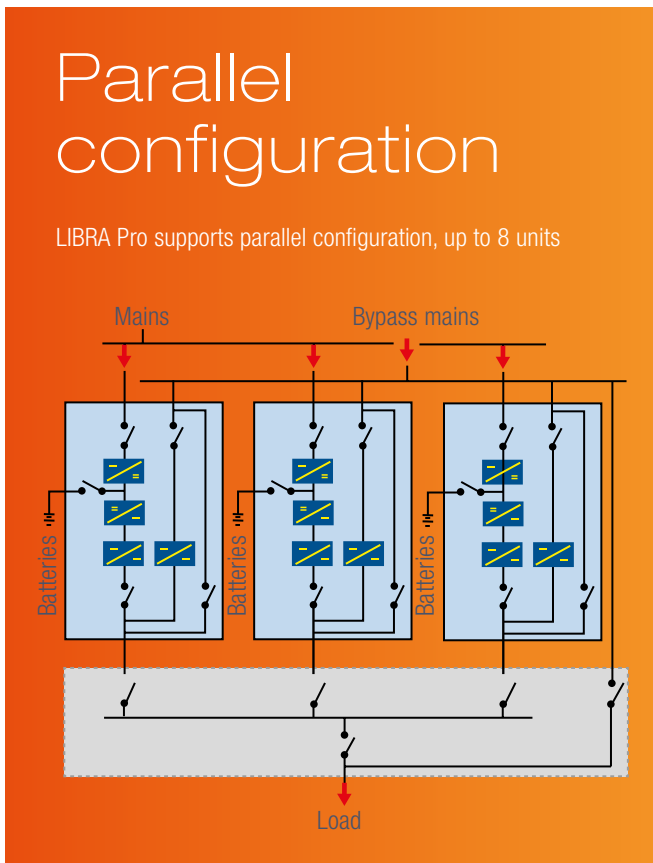 Parallel
configuration
LIBRA Pro supports parallel configuration, up to 8 units
Mains
Bypass mains
Batteries
Batteries
Batteries
Load